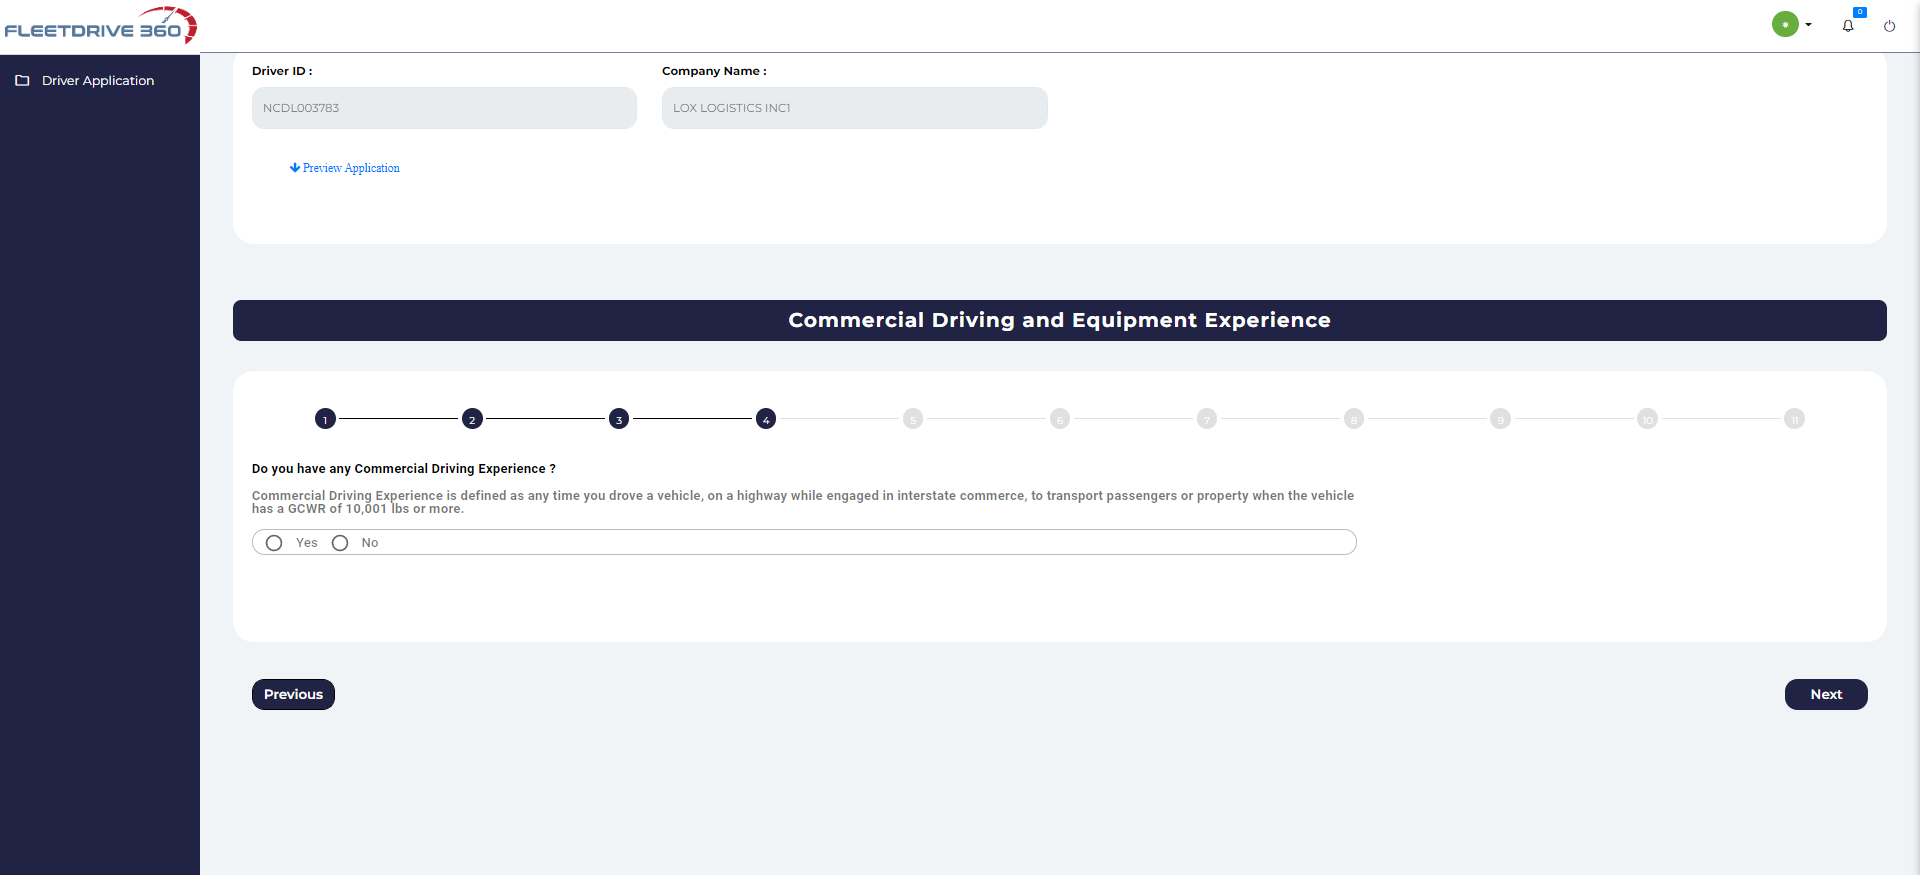 FLEETDRIVE 360
0
Driver Application
Driver ID :
Company Name :
NCDL003783
LOX LOGISTICS INC1
Preview Application
Commercial Driving and Equipment Experience
1 2 3 4 5 6 7 8 9 10 11
Do you have any Commercial Driving Experience ?
Commercial Driving Experience is defined as any time you drove a vehicle, on a highway while engaged in interstate commerce, to transport passengers or property when the vehicle
has a GCWR of 10,001 lbs or more.
Yes No
Previous
Next